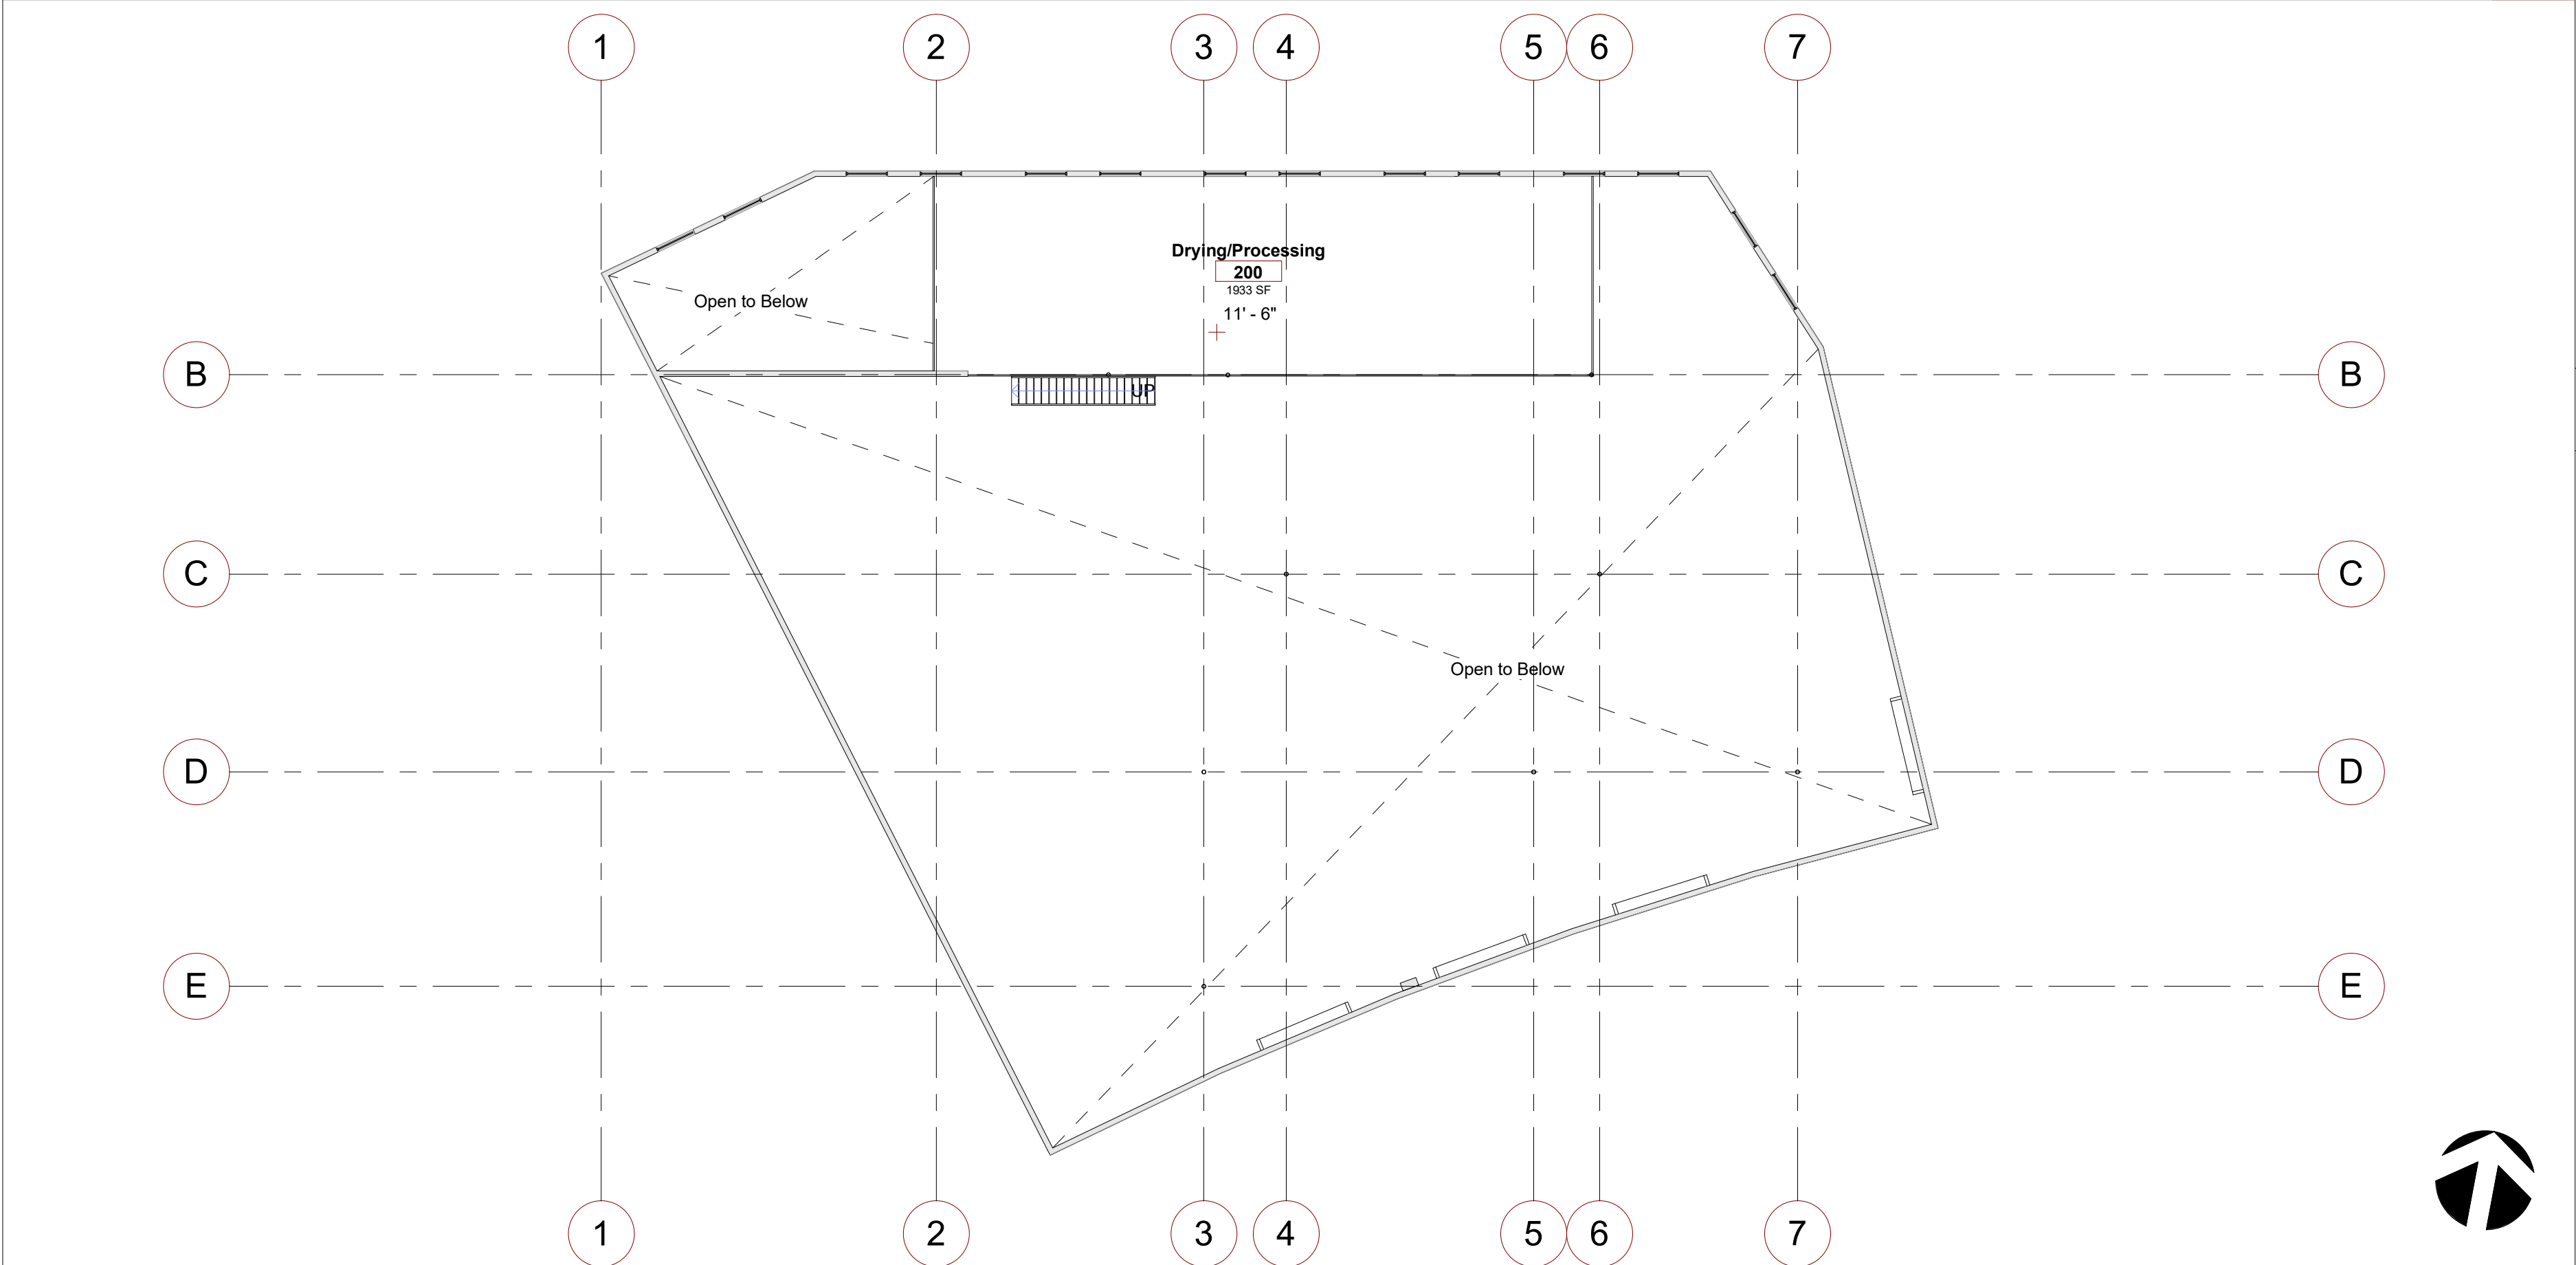 1 2 3 4 5 6 7
Drying/Processing
200
1933 SF
11' - 6"
Open to Below
B B
UP
C C
Open to Below
D D
E E
1 2 3 4 5 6 7